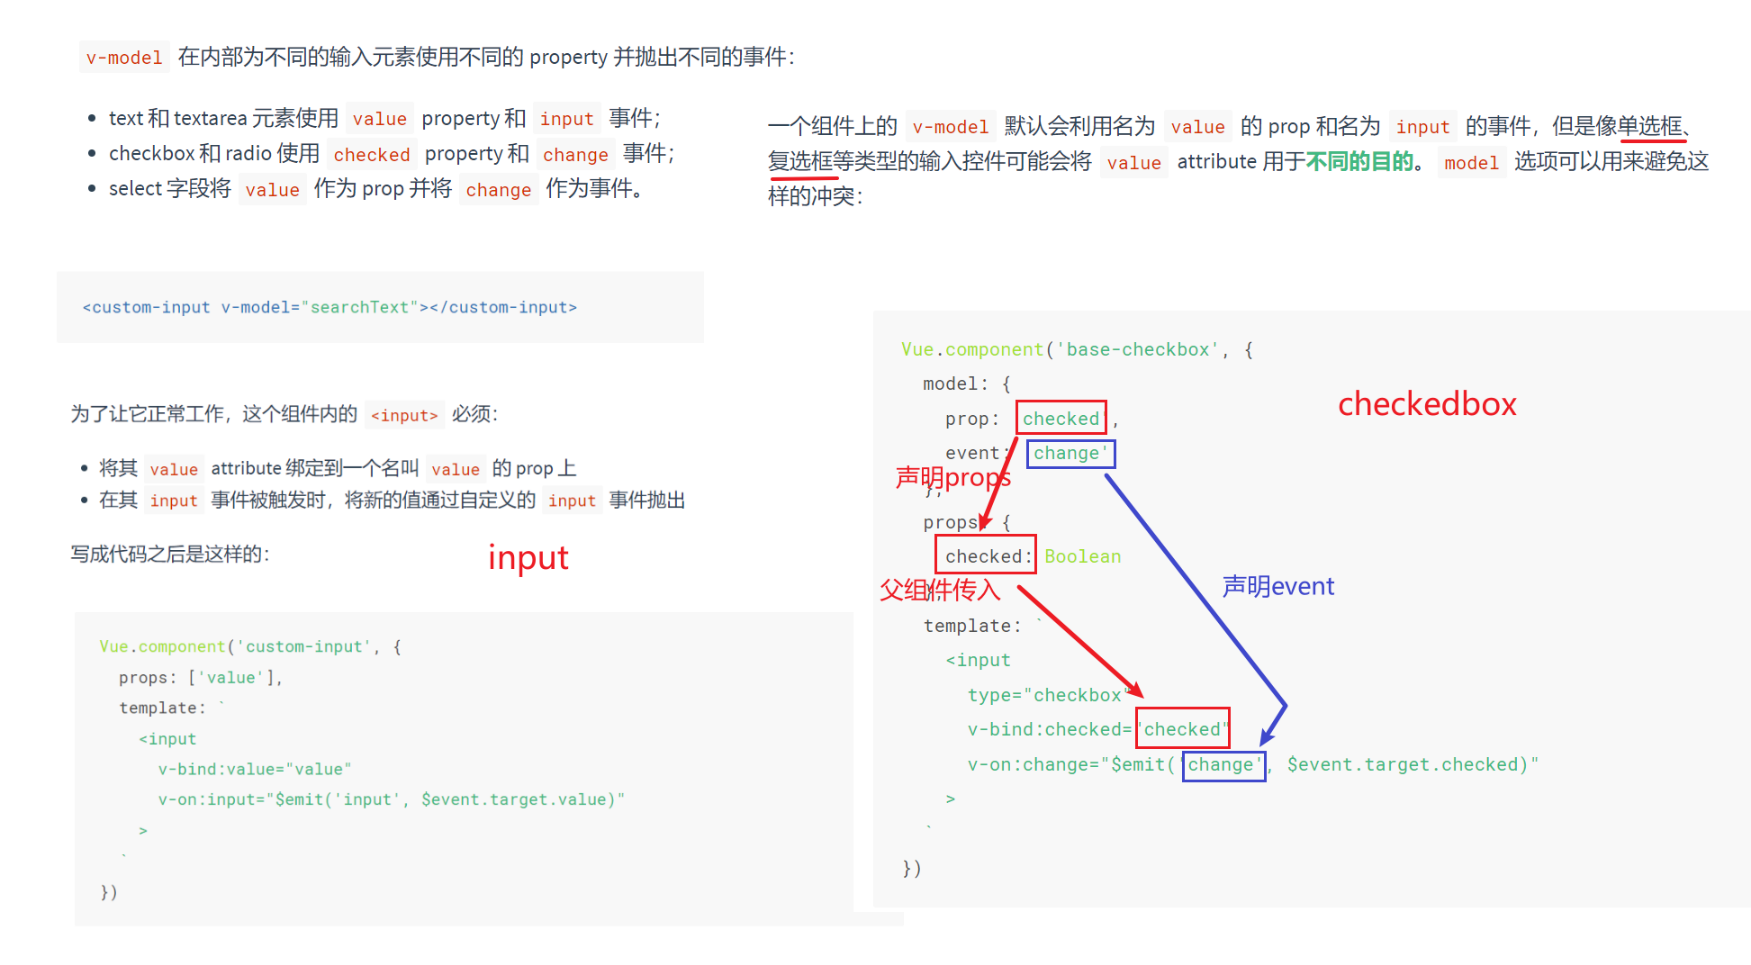 v-model 在内部为不同的输入元素使用不同的 property 并抛出不同的事件：
• text 和 textarea 元素使用 value property 和 input 事件；
• checkbox 和 radio 使用 checked property 和 change 事件；
• select 字段将 value 作为 prop 并将 change 作为事件。
<custom-input v-model="searchText"></custom-input>
为了让它正常工作，这个组件内的 <input> 必须：
• 将其 value attribute 绑定到一个名叫 value 的 prop 上
• 在其 input 事件被触发时，将新的值通过自定义的 input 事件抛出
写成代码之后是这样的：
input
Vue.component('custom-input', {
props: ['value'],
template: `
<input
v-bind:value="value"
v-on:input="$emit('input', $event.target.value)"
>
`
})
一个组件上的 v-model 默认会利用名为 value 的 prop 和名为 input 的事件，但是像单选框、
复选框等类型的输入控件可能会将 value attribute 用于不同的目的。 model 选项可以用来避免这
样的冲突：
Vue.component('base-checkbox', {
model: {
checkedbox
prop: 'checked',
event: 'change'
声明props
},
props: {
checked: Boolean
父组件传入
},
声明event
template: `
<input
type="checkbox"
v-bind:checked="checked"
v-on:change="$emit('change', $event.target.checked)"
>
`
})